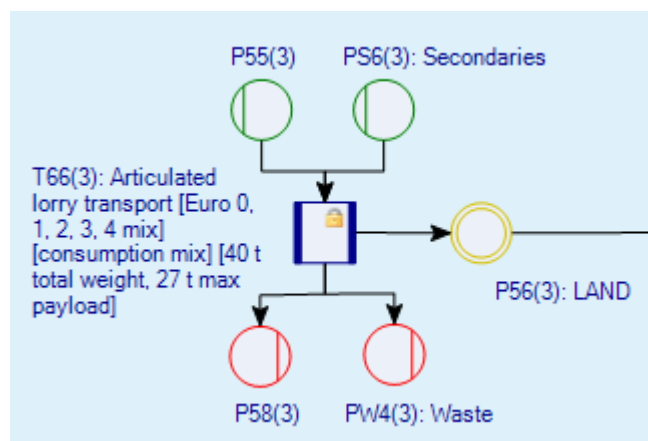 P55(3)
PS6(3): Secondaries
T66(3): Articulated
lorry transport [Euro 0,
1, 2, 3, 4 mix]
[consumption mix] [40 t
total weight, 27 t max
payload]
P56(3): LAND
P58(3)
PW4(3): Waste